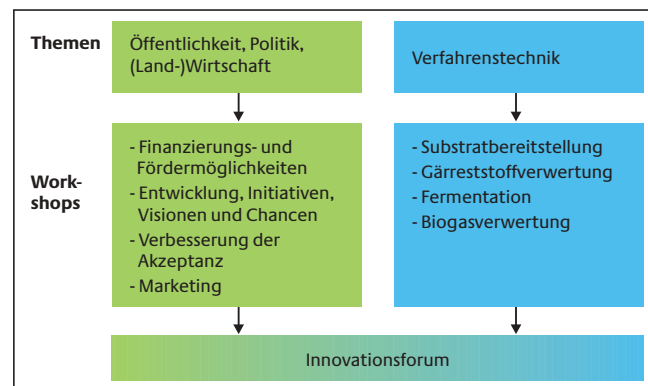 Themen
Öffentlichkeit, Politik,
(Land-)Wirtschaft
Verfahrenstechnik
Work-
shops
- Finanzierungs- und
Fördermöglichkeiten
- Entwicklung, Initiativen,
Visionen und Chancen
- Verbesserung der
Akzeptanz
- Marketing
- Substratbereitstellung
- Gärreststoffverwertung
- Fermentation
- Biogasverwertung
Innovationsforum